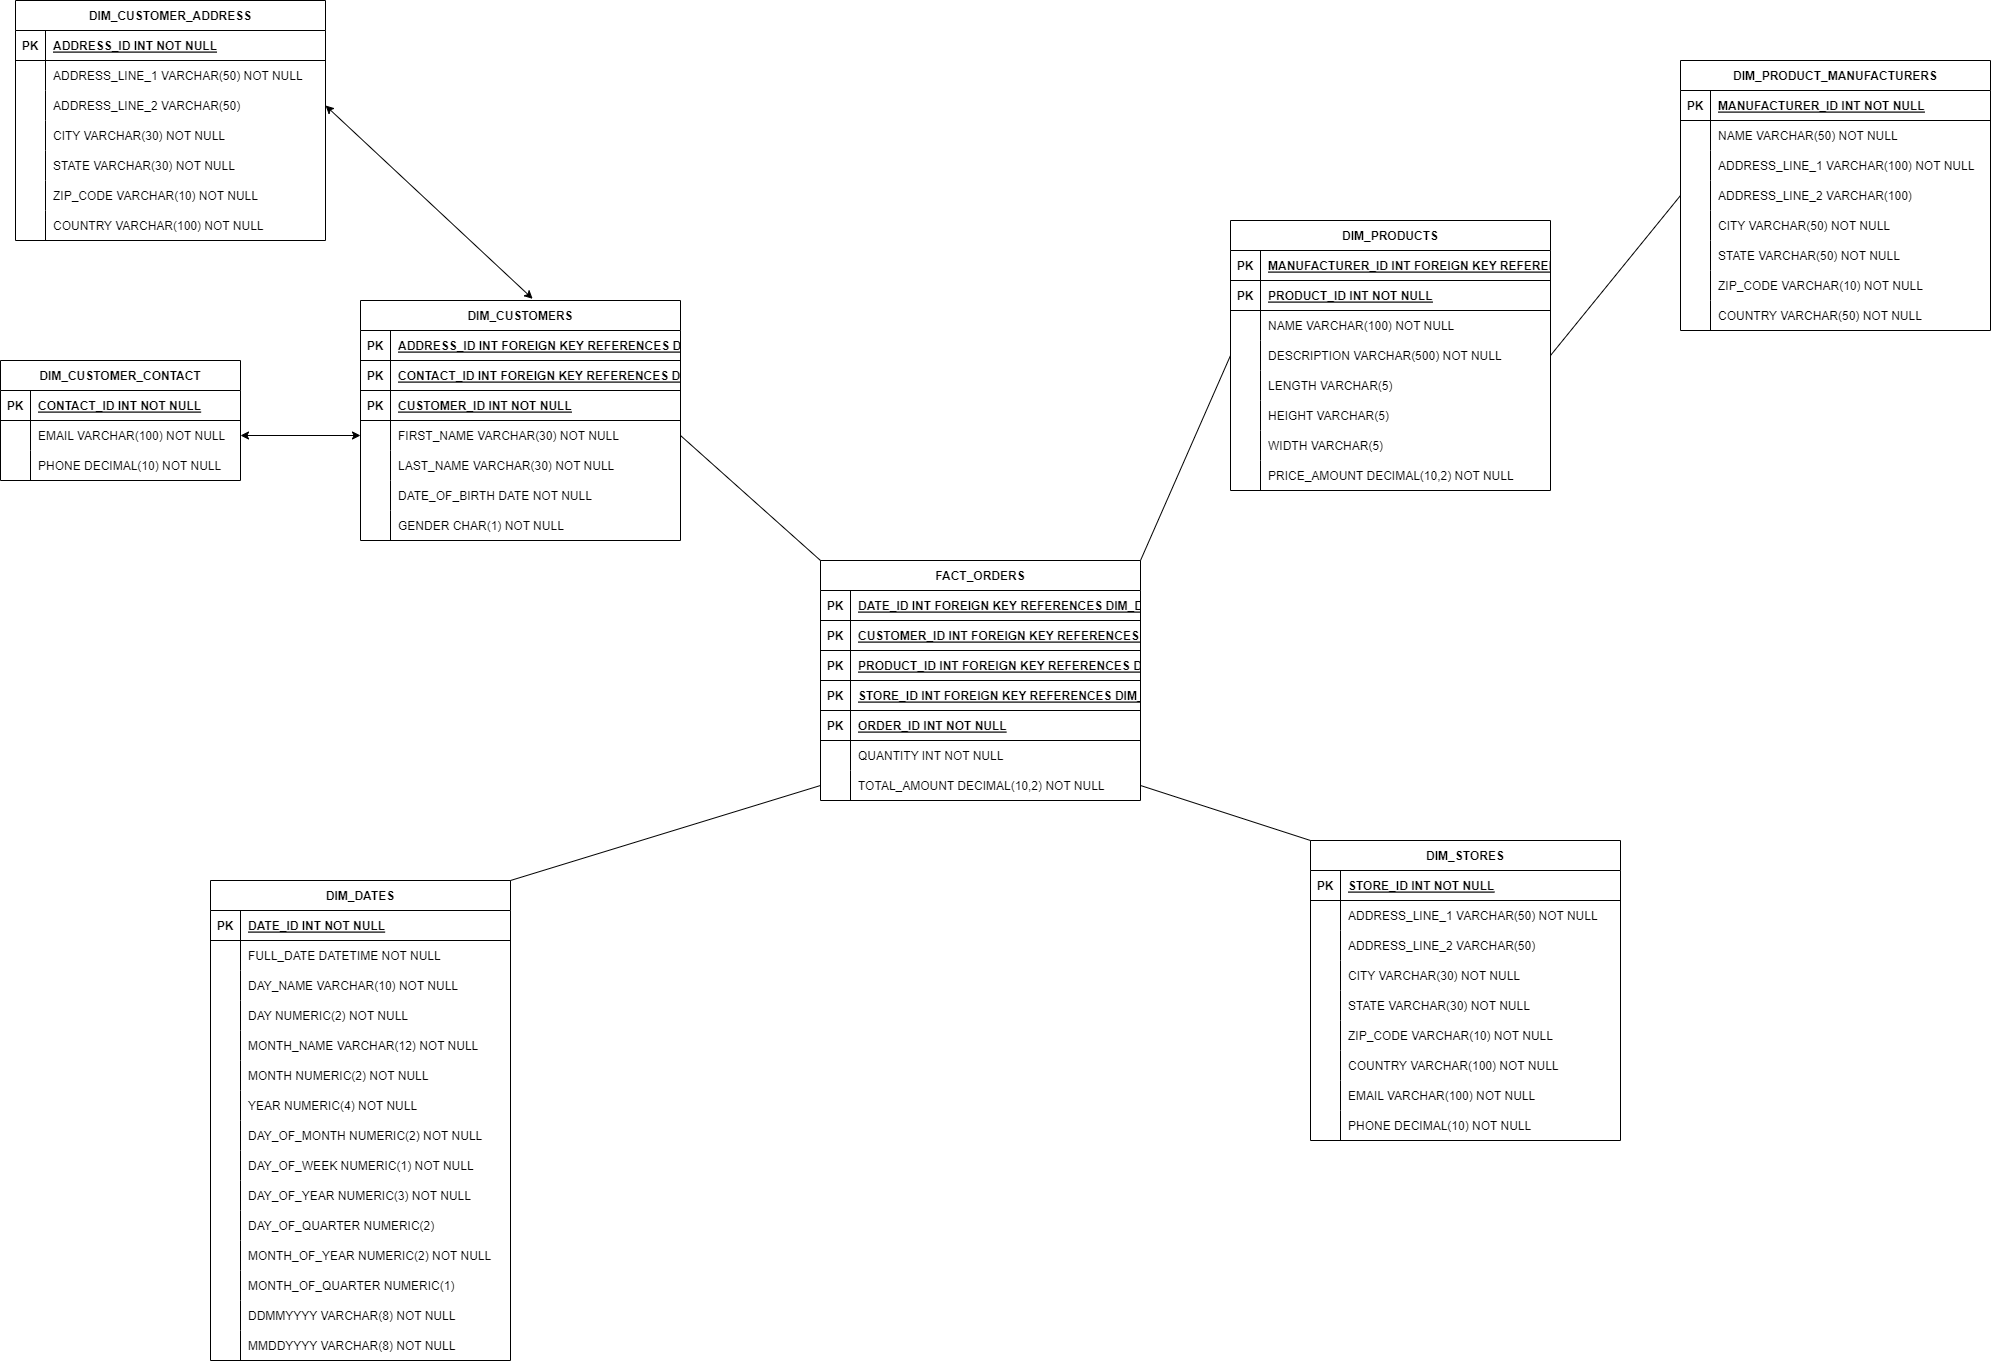 DIM_CUSTOMER_ADDRESS
PK ADDRESS_ID INT NOT NULL
ADDRESS_LINE_1 VARCHAR(50) NOT NULL
ADDRESS_LINE_2 VARCHAR(50)
CITY VARCHAR(30) NOT NULL
STATE VARCHAR(30) NOT NULL
ZIP_CODE VARCHAR(10) NOT NULL
COUNTRY VARCHAR(100) NOT NULL
DIM_PRODUCT_MANUFACTURERS
PK MANUFACTURER_ID INT NOT NULL
NAME VARCHAR(50) NOT NULL
ADDRESS_LINE_1 VARCHAR(100) NOT NULL
ADDRESS_LINE_2 VARCHAR(100)
CITY VARCHAR(50) NOT NULL
STATE VARCHAR(50) NOT NULL
ZIP_CODE VARCHAR(10) NOT NULL
COUNTRY VARCHAR(50) NOT NULL
DIM_PRODUCTS
PK MANUFACTURER_ID INT FOREIGN KEY REFERE
PK PRODUCT_ID INT NOT NULL
NAME VARCHAR(100) NOT NULL
DESCRIPTION VARCHAR(500) NOT NULL
LENGTH VARCHAR(5)
HEIGHT VARCHAR(5)
WIDTH VARCHAR(5)
PRICE_AMOUNT DECIMAL(10,2) NOT NULL
DIM_CUSTOMERS
PK ADDRESS_ID INT FOREIGN KEY REFERENCES D
PK CONTACT_ID INT FOREIGN KEY REFERENCES D
PK CUSTOMER_ID INT NOT NULL
FIRST_NAME VARCHAR(30) NOT NULL
LAST_NAME VARCHAR(30) NOT NULL
DATE_OF_BIRTH DATE NOT NULL
GENDER CHAR(1) NOT NULL
DIM_CUSTOMER_CONTACT
PK CONTACT_ID INT NOT NULL
EMAIL VARCHAR(100) NOT NULL
PHONE DECIMAL(10) NOT NULL
FACT_ORDERS
PK DATE_ID INT FOREIGN KEY REFERENCES DIM_D
PK CUSTOMER_ID INT FOREIGN KEY REFERENCES
PK PRODUCT_ID INT FOREIGN KEY REFERENCES D
PK STORE_ID INT FOREIGN KEY REFERENCES DIM_
PK ORDER_ID INT NOT NULL
QUANTITY INT NOT NULL
TOTAL_AMOUNT DECIMAL(10,2) NOT NULL
DIM_STORES
PK STORE_ID INT NOT NULL
ADDRESS_LINE_1 VARCHAR(50) NOT NULL
ADDRESS_LINE_2 VARCHAR(50)
CITY VARCHAR(30) NOT NULL
STATE VARCHAR(30) NOT NULL
ZIP_CODE VARCHAR(10) NOT NULL
COUNTRY VARCHAR(100) NOT NULL
EMAIL VARCHAR(100) NOT NULL
PHONE DECIMAL(10) NOT NULL
DIM_DATES
PK DATE_ID INT NOT NULL
FULL_DATE DATETIME NOT NULL
DAY_NAME VARCHAR(10) NOT NULL
DAY NUMERIC(2) NOT NULL
MONTH_NAME VARCHAR(12) NOT NULL
MONTH NUMERIC(2) NOT NULL
YEAR NUMERIC(4) NOT NULL
DAY_OF_MONTH NUMERIC(2) NOT NULL
DAY_OF_WEEK NUMERIC(1) NOT NULL
DAY_OF_YEAR NUMERIC(3) NOT NULL
DAY_OF_QUARTER NUMERIC(2)
MONTH_OF_YEAR NUMERIC(2) NOT NULL
MONTH_OF_QUARTER NUMERIC(1)
DDMMYYYY VARCHAR(8) NOT NULL
MMDDYYYY VARCHAR(8) NOT NULL